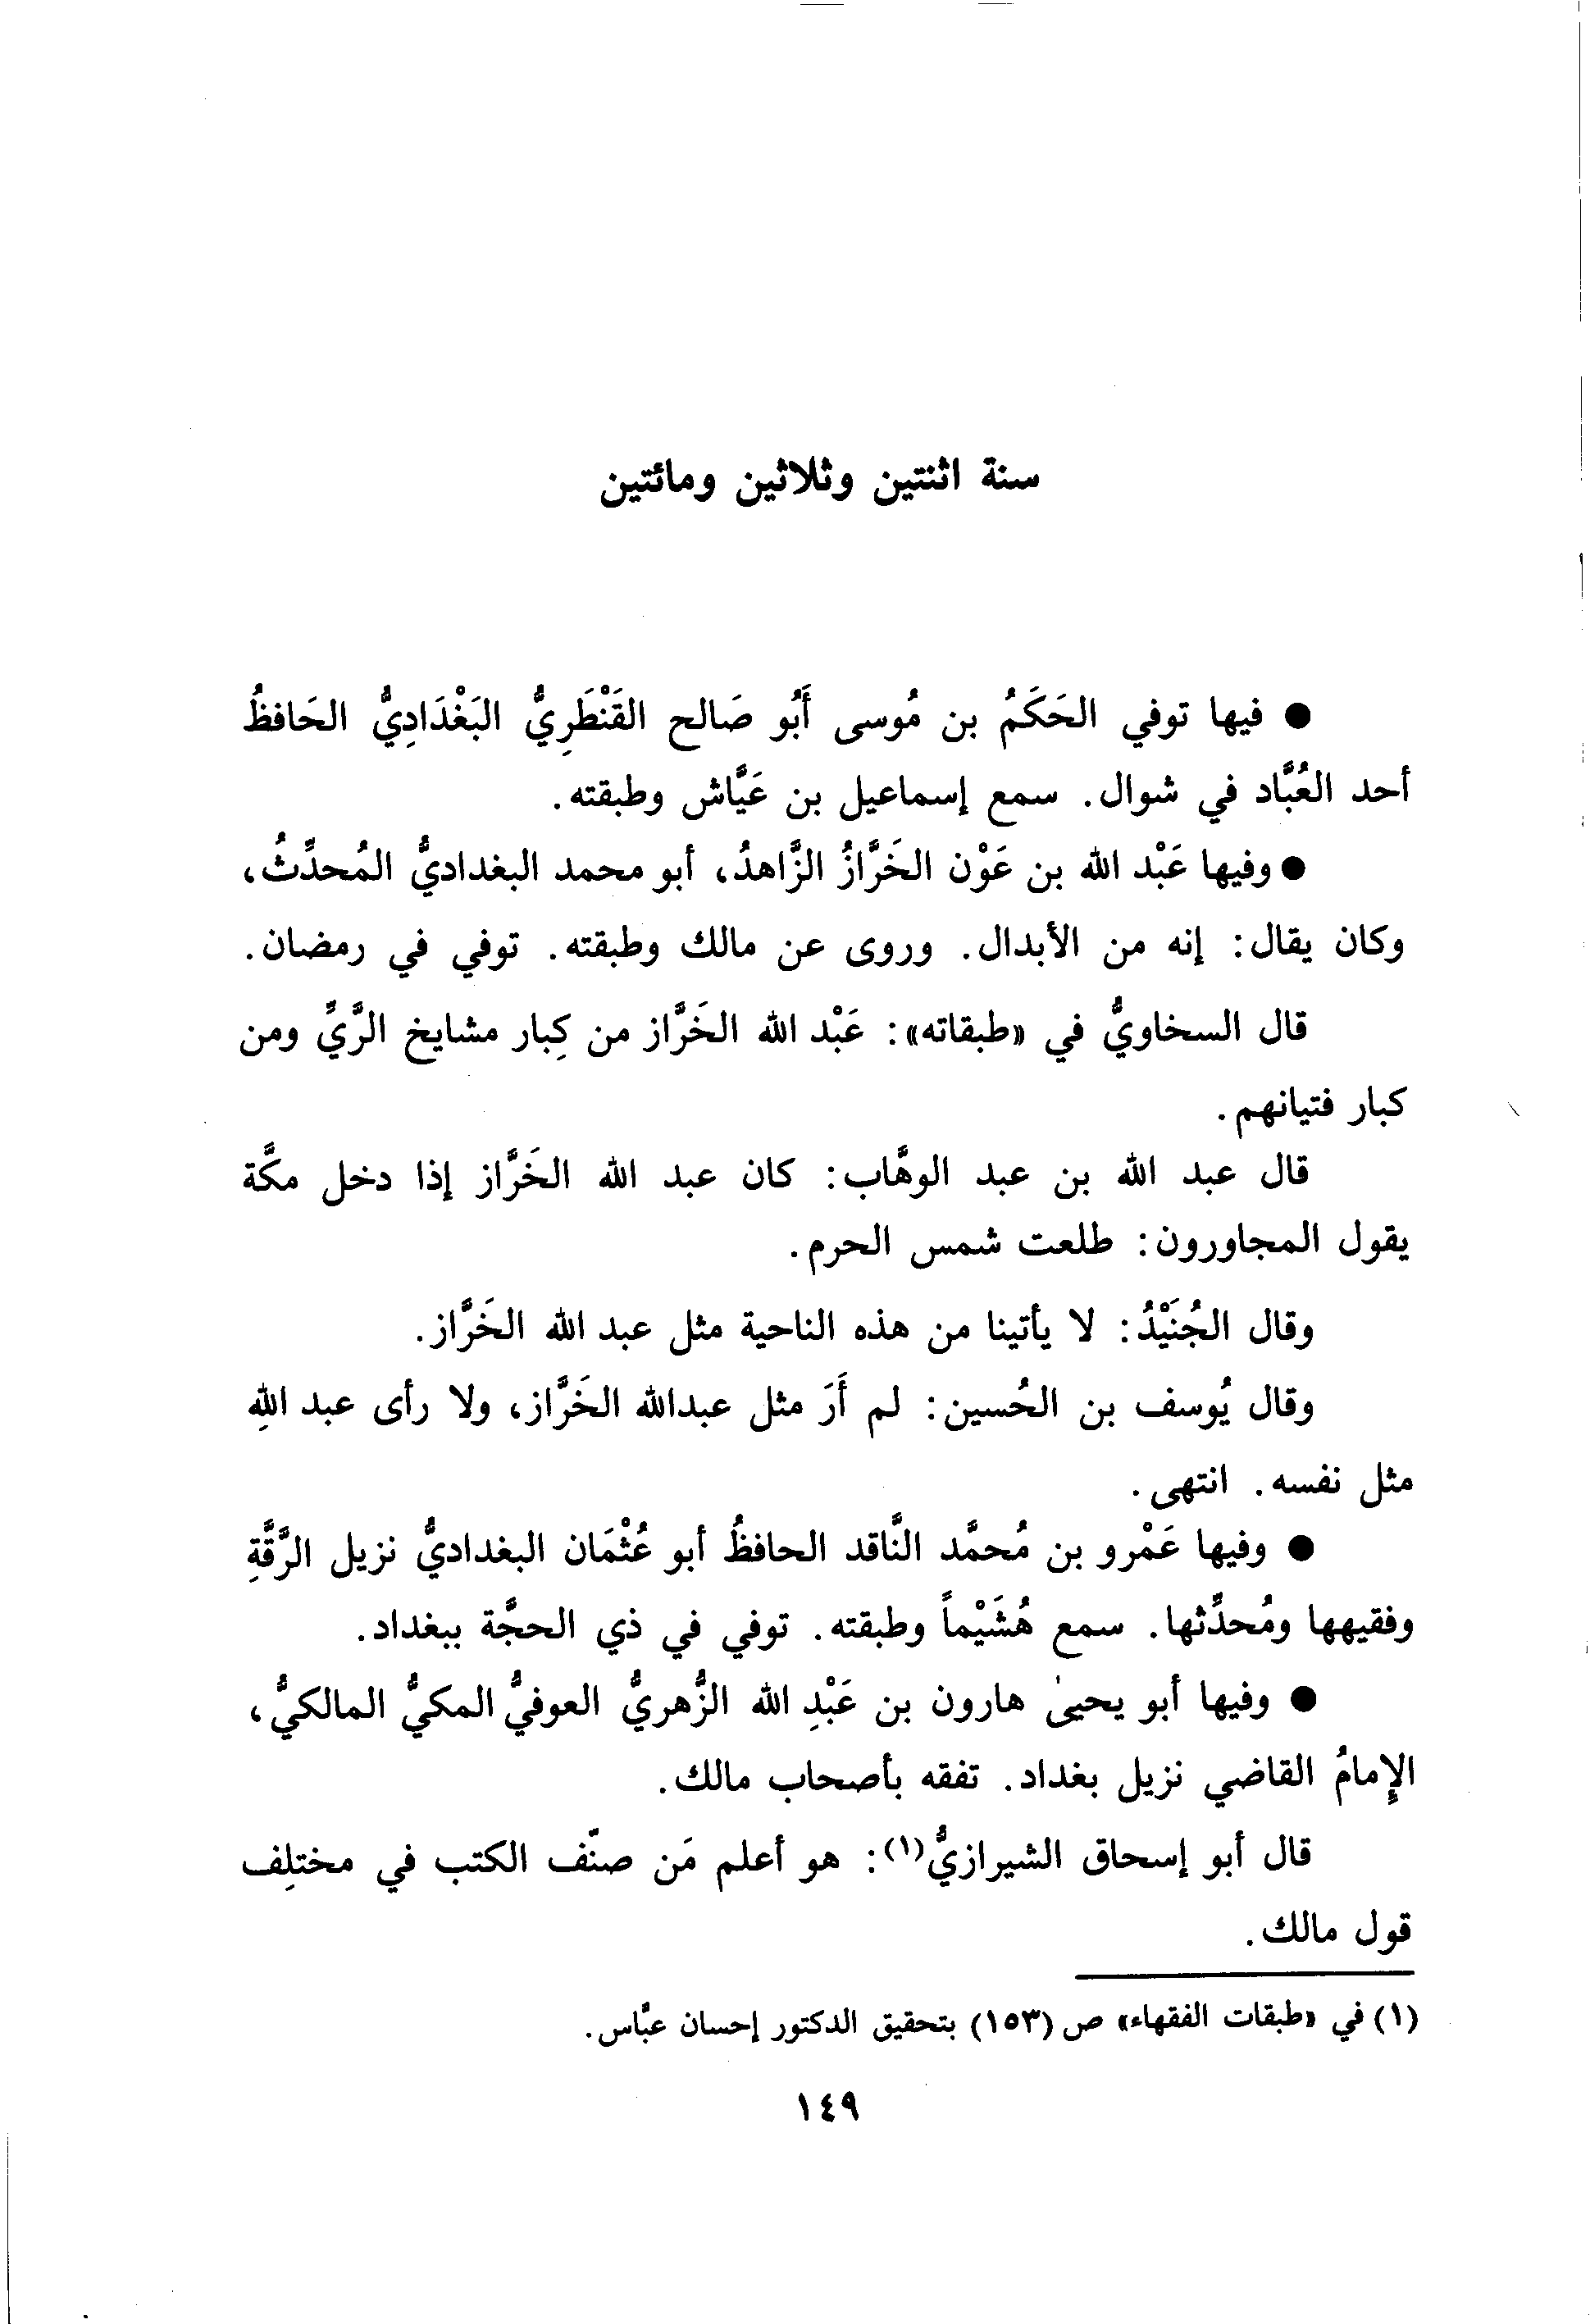 سنة اثنتين وثلاثين ومائتين
● فيها توفي الحَكَمُ بن مُوسى أَبُو صَالح القَنْطَرِيُّ البَغْدَادِيُّ الحَافظُ
أحد العُبَّاد في شوال. سمع إسماعيل بن عَيَّاش وطبقته.
● وفيها عَبْد الله بن عَوْن الخَرَّازُ الزَّاهدُ، أبو محمد البغداديُّ المُحدِّثُ،
وكان يقال: إنه من الأبدال. وروى عن مالك وطبقته. توفي في رمضان.
قال السخاويُّ في «طبقاته»: عَبْد الله الخَرَّاز من كِبار مشايخ الرَّيِّ ومن
كبار فتيانهم.
قال عبد الله بن عبد الوهَّاب: كان عبد الله الخَرَّاز إذا دخل مكَّة
يقول المجاورون: طلعت شمس الحرم.
وقال الجُنَيْدُ: لا يأتينا من هذه الناحية مثل عبد الله الخَرَّاز.
وقال يُوسف بن الحُسين: لم أَرَ مثل عبدالله الخَرَّاز، ولا رأى عبد اللهِ
مثل نفسه. انتهى.
● وفيها عَمْرو بن مُحمَّد النَّاقد الحافظُ أبو عُثْمَان البغداديُّ نزيل الرَّقَّةِ
وفقيهها ومُحدِّثها. سمع هُشَيْماً وطبقته. توفي في ذي الحجَّة ببغداد.
● وفيها أبو يحيىٰ هارون بن عَبْدِ الله الزُّهريُّ العوفيُّ المكيُّ المالكيُّ،
الإِمامُ القاضي نزيل بغداد. تفقه بأصحاب مالك.
قال أبو إسحاق الشيرازيُّ(١): هو أعلم مَن صنّف الكتب في مختلِف
قول مالك.
(١) في «طبقات الفقهاء» ص (١٥٣) بتحقيق الدكتور إحسان عبَّاس.
١٤٩